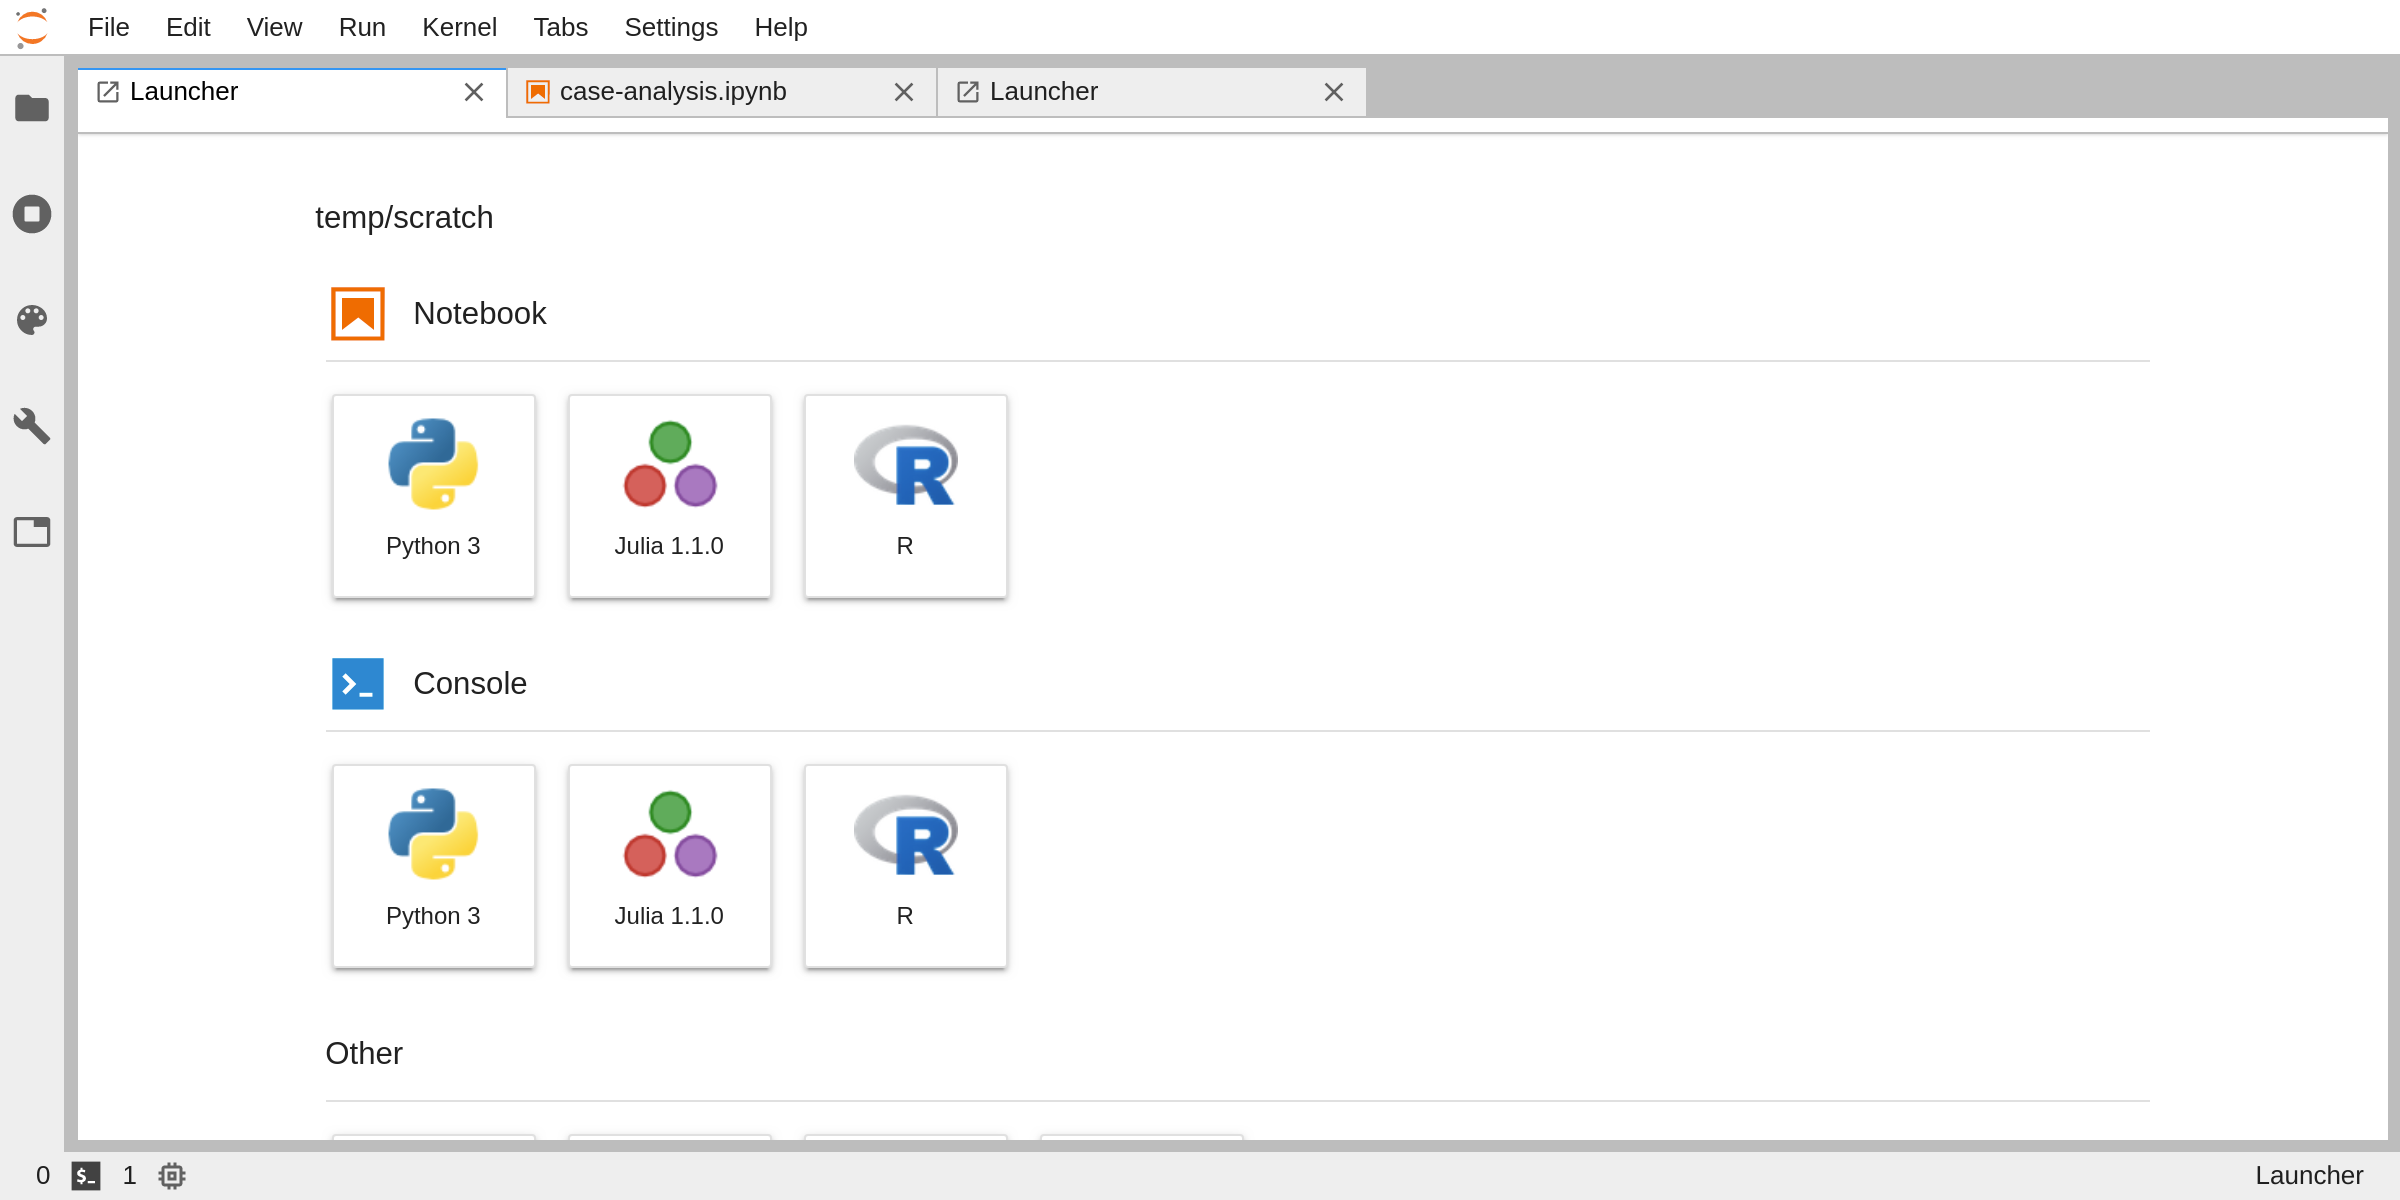 File Edit View Run Kernel Tabs Settings Help
Launcher case-analysis.ipynb Launcher
temp/scratch
Notebook
Python 3 Julia 1.1.0 R
Console
Python 3 Julia 1.1.0 R
Other
0 $_ 1 Launcher